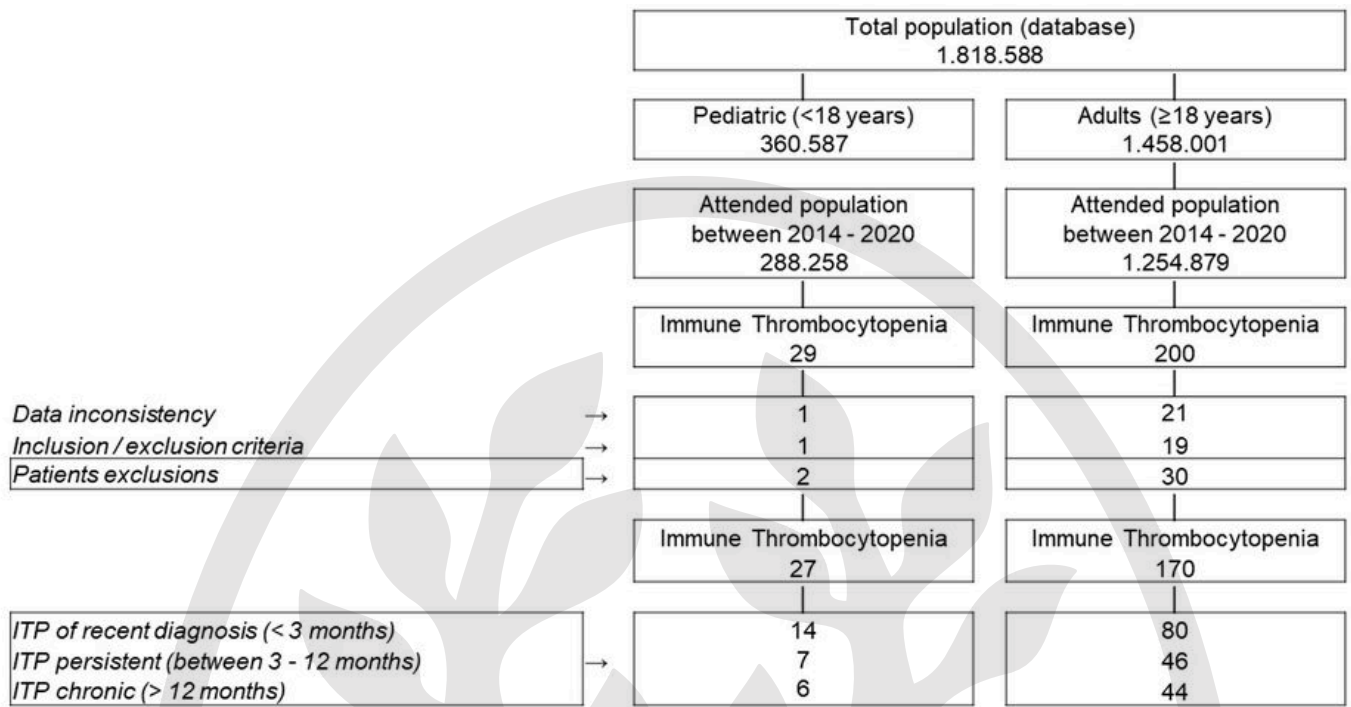 Total population (database)
1.818.588
Pediatric (<18 years)
360.587
Adults (≥18 years)
1.458.001
Attended population
between 2014 - 2020
288.258
Attended population
between 2014 - 2020
1.254.879
Immune Thrombocytopenia
29
Immune Thrombocytopenia
200
Data inconsistency → 1 21
Inclusion / exclusion criteria → 1 19
Patients exclusions → 2 30
Immune Thrombocytopenia
27
Immune Thrombocytopenia
170
ITP of recent diagnosis (< 3 months) 14 80
ITP persistent (between 3 - 12 months) → 7 46
ITP chronic (> 12 months) 6 44